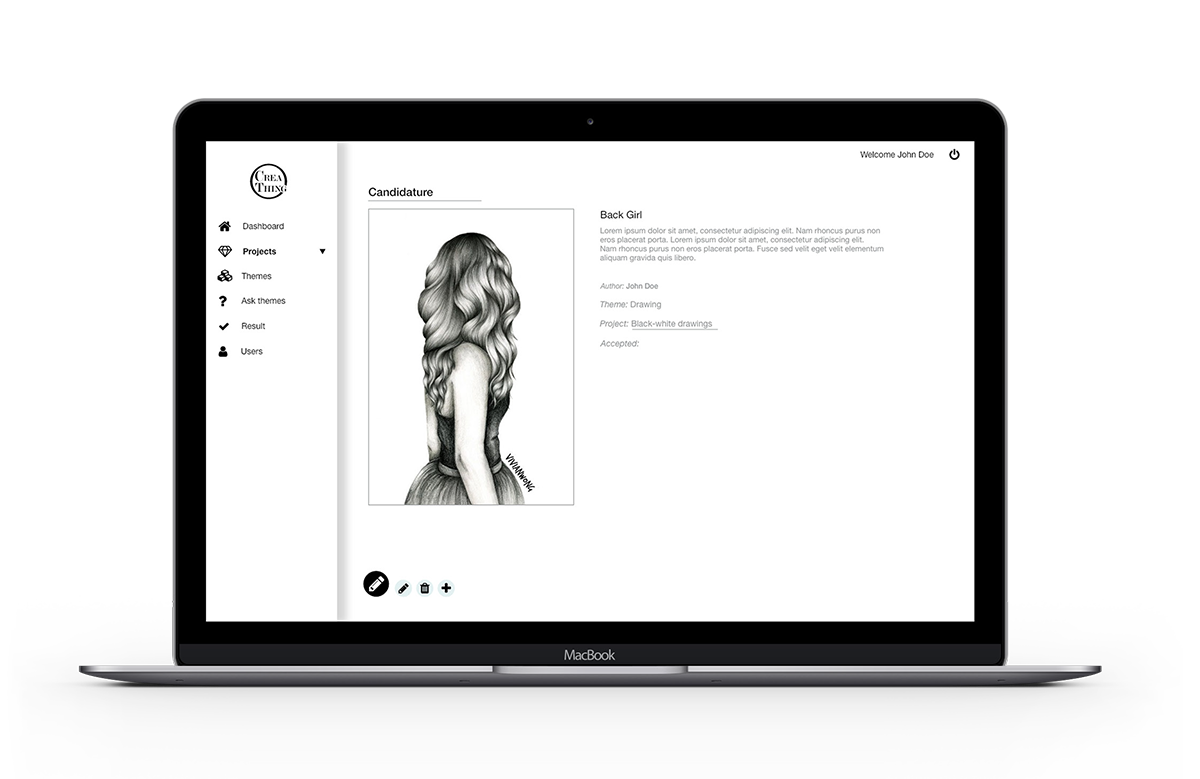 CREA
THING
Welcome John Doe
Dashboard
Projects
Themes
Ask themes
Result
Users
Candidature
VIVIANWONG
Back Girl
Lorem ipsum dolor sit amet, consectetur adipiscing elit. Nam rhoncus purus non
eros placerat porta. Lorem ipsum dolor sit amet, consectetur adipiscing elit.
Nam rhoncus purus non eros placerat porta. Fusce sed velit eget velit elementum
aliquam gravida quis libero.
Author: John Doe
Theme: Drawing
Project: Black-white drawings
Accepted:
MacBook